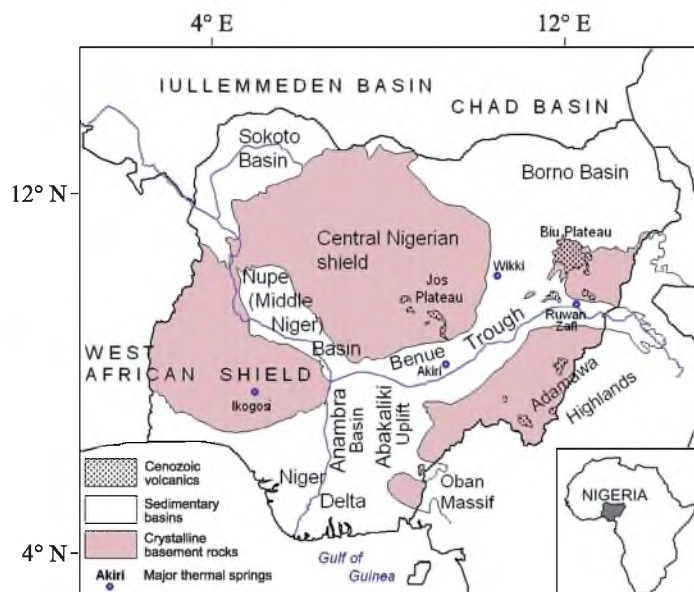 4° E
12° E
IULLEMMEDEN BASIN
CHAD BASIN
Sokoto
Basin
12° N
Borno Basin
Central Nigerian
shield
Biu Plateau
Wikki
Jos
Plateau
Nupe
(Middle
Niger)
Basin
Ruwan
Zafi
Benue Trough
Akiri
WEST
AFRICAN SHIELD
Ikogosi
Adamawa
Highlands
Anambra
Basin
Abakaliki
Uplift
Niger
Delta
Oban
Massif
Cenozoic
volcanics
Sedimentary
basins
Crystalline
basement rocks
Akiri Major thermal springs
4° N
Gulf of
Guinea
NIGERIA